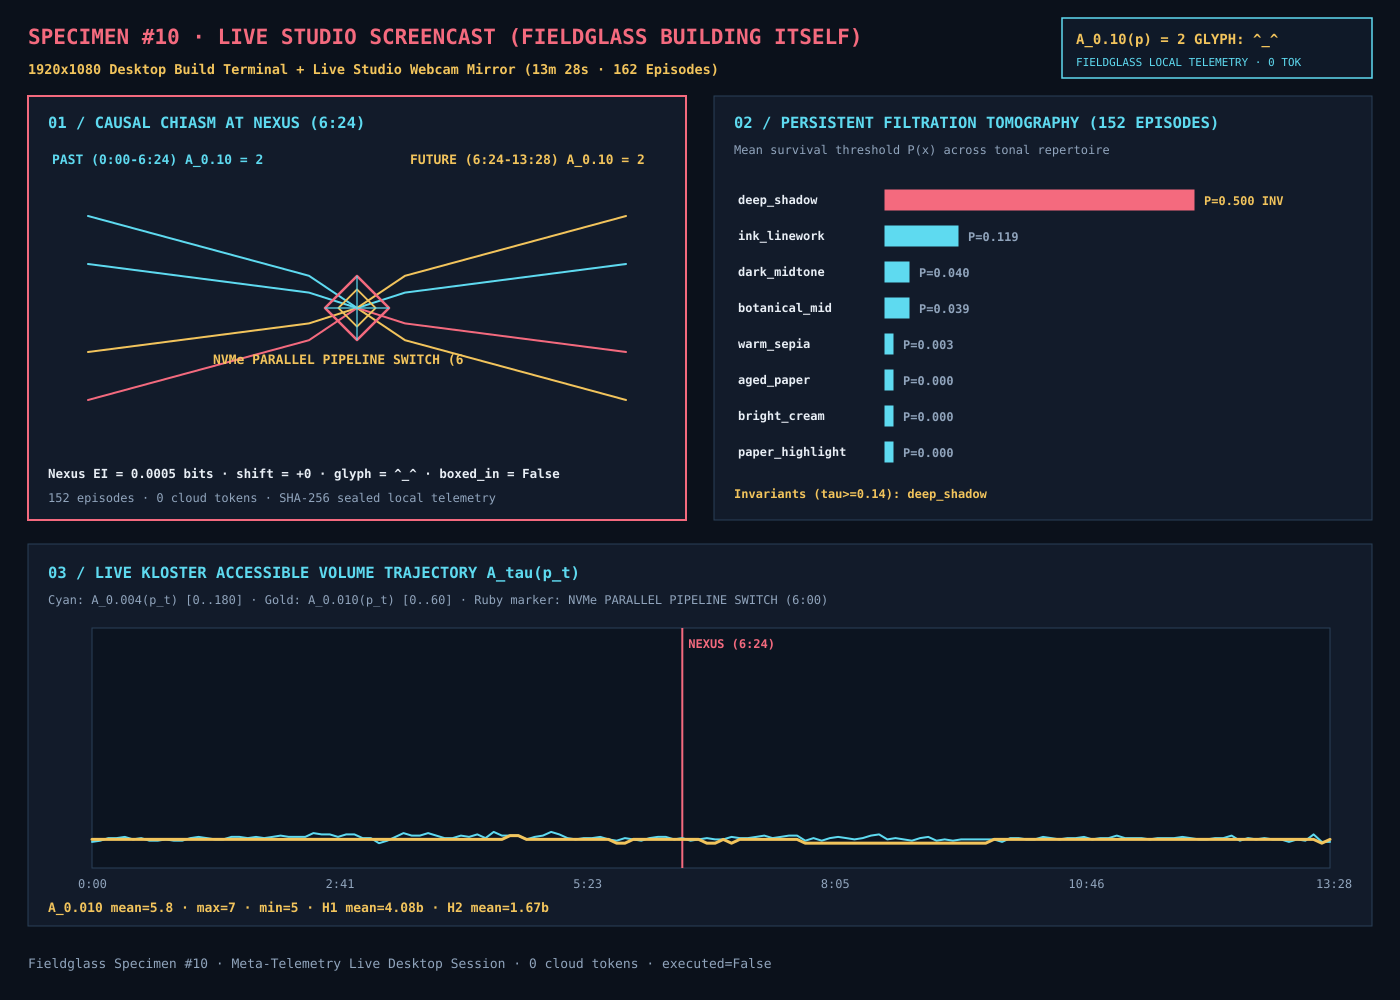 SPECIMEN #10 · LIVE STUDIO SCREENCAST (FIELDGLASS BUILDING ITSELF)
1920x1080 Desktop Build Terminal + Live Studio Webcam Mirror (13m 28s · 162 Episodes)
A_0.10(p) = 2 GLYPH: ^_^
FIELDGLASS LOCAL TELEMETRY · 0 TOK
01 / CAUSAL CHIASM AT NEXUS (6:24)
PAST (0:00-6:24) A_0.10 = 2
FUTURE (6:24-13:28) A_0.10 = 2
NVMe PARALLEL PIPELINE SWITCH (6
Nexus EI = 0.0005 bits · shift = +0 · glyph = ^_^ · boxed_in = False
152 episodes · 0 cloud tokens · SHA-256 sealed local telemetry
02 / PERSISTENT FILTRATION TOMOGRAPHY (152 EPISODES)
Mean survival threshold P(x) across tonal repertoire
deep_shadow P=0.500 INV
ink_linework P=0.119
dark_midtone P=0.040
botanical_mid P=0.039
warm_sepia P=0.003
aged_paper P=0.000
bright_cream P=0.000
paper_highlight P=0.000
Invariants (tau>=0.14): deep_shadow
03 / LIVE KLOSTER ACCESSIBLE VOLUME TRAJECTORY A_tau(p_t)
Cyan: A_0.004(p_t) [0..180] · Gold: A_0.010(p_t) [0..60] · Ruby marker: NVMe PARALLEL PIPELINE SWITCH (6:00)
NEXUS (6:24)
0:00 2:41 5:23 8:05 10:46 13:28
A_0.010 mean=5.8 · max=7 · min=5 · H1 mean=4.08b · H2 mean=1.67b
Fieldglass Specimen #10 · Meta-Telemetry Live Desktop Session · 0 cloud tokens · executed=False